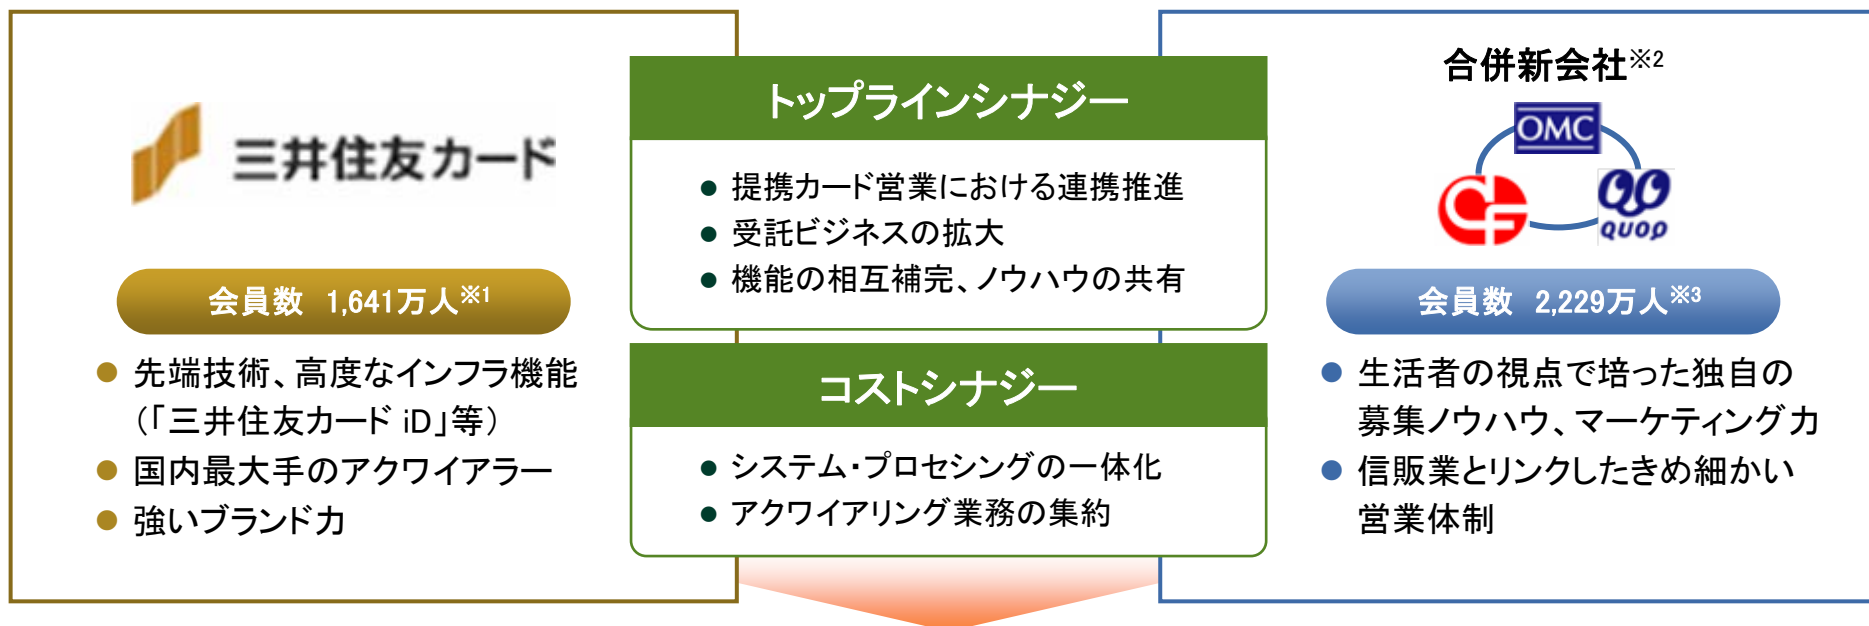 三井住友カード
会員数 1,641万人※1
● 先端技術、高度なインフラ機能
（「三井住友カード iD」等）
● 国内最大手のアクワイアラー
● 強いブランド力
トップラインシナジー
● 提携カード営業における連携推進
● 受託ビジネスの拡大
● 機能の相互補完、ノウハウの共有
コストシナジー
● システム・プロセシングの一体化
● アクワイアリング業務の集約
合併新会社※2
OMC
CF
QUOQ
会員数 2,229万人※3
● 生活者の視点で培った独自の
募集ノウハウ、マーケティング力
● 信販業とリンクしたきめ細かい
営業体制